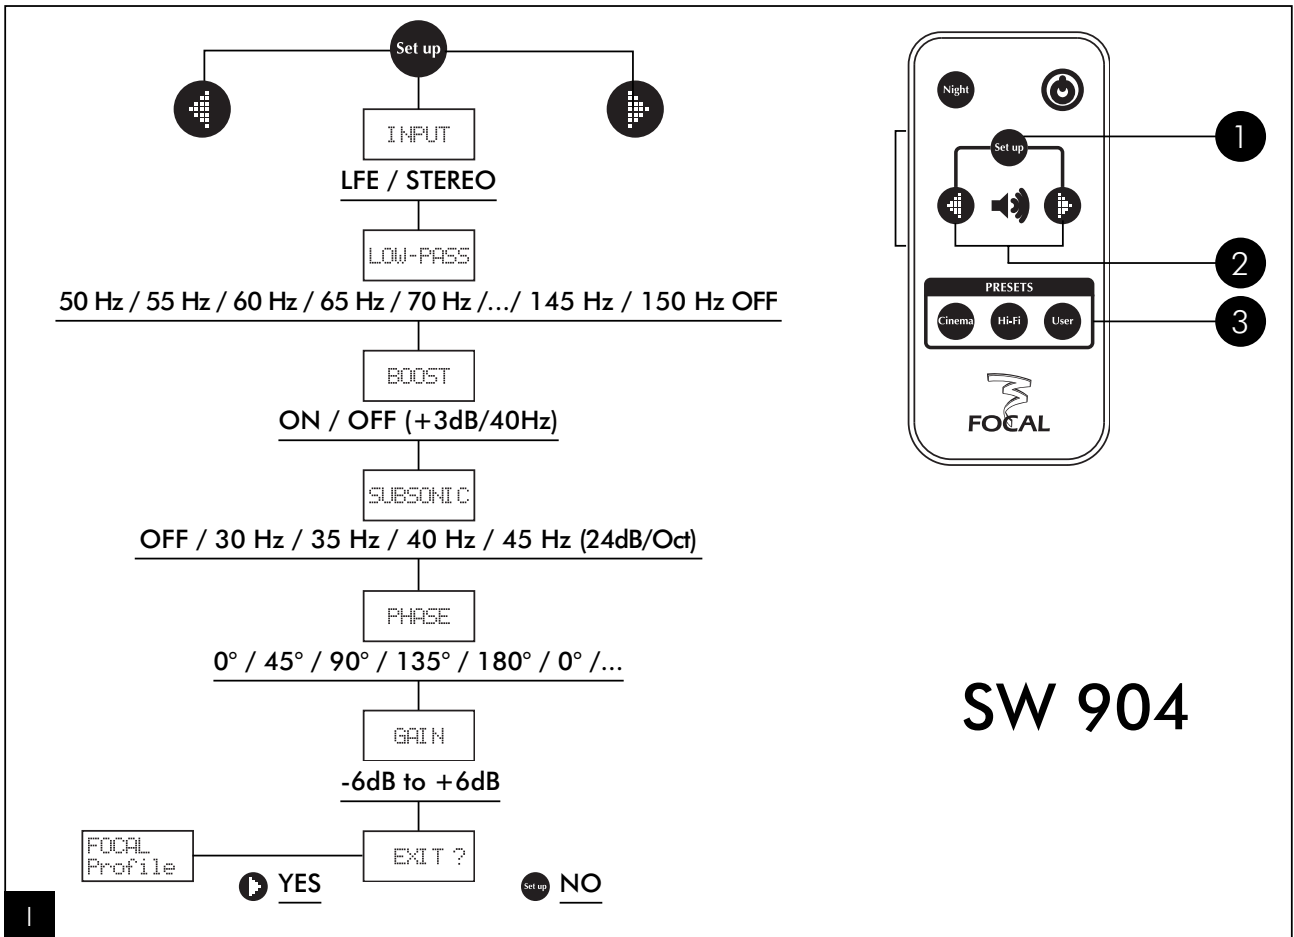 Set up
INPUT
LFE / STEREO
LOW-PASS
50 Hz / 55 Hz / 60 Hz / 65 Hz / 70 Hz /.../ 145 Hz / 150 Hz OFF
BOOST
ON / OFF (+3dB/40Hz)
SUBSONIC
OFF / 30 Hz / 35 Hz / 40 Hz / 45 Hz (24dB/Oct)
PHASE
0° / 45° / 90° / 135° / 180° / 0° /...
GAIN
-6dB to +6dB
FOCAL
Profile
EXIT ?
YES
Set up NO
I
Night
Set up
1
2
PRESETS
Cinema Hi-Fi User
3
FOCAL
SW 904